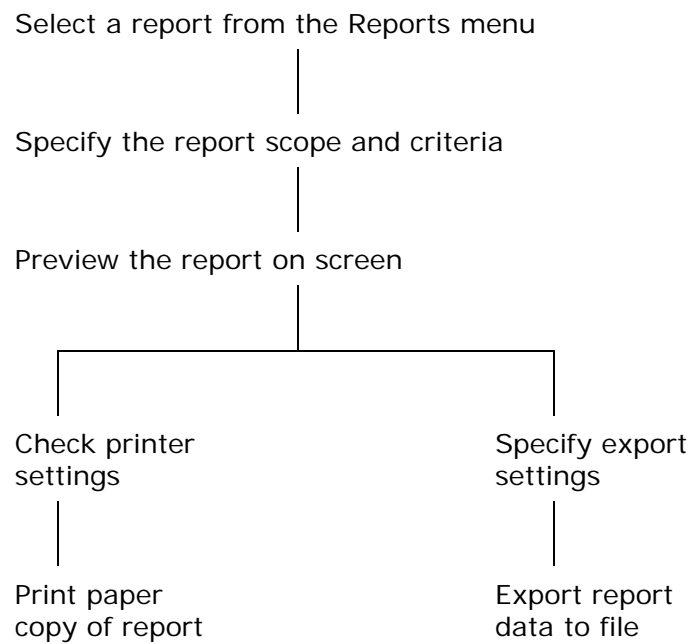 Select a report from the Reports menu
Specify the report scope and criteria
Preview the report on screen
Check printer
settings
Specify export
settings
Print paper
copy of report
Export report
data to file